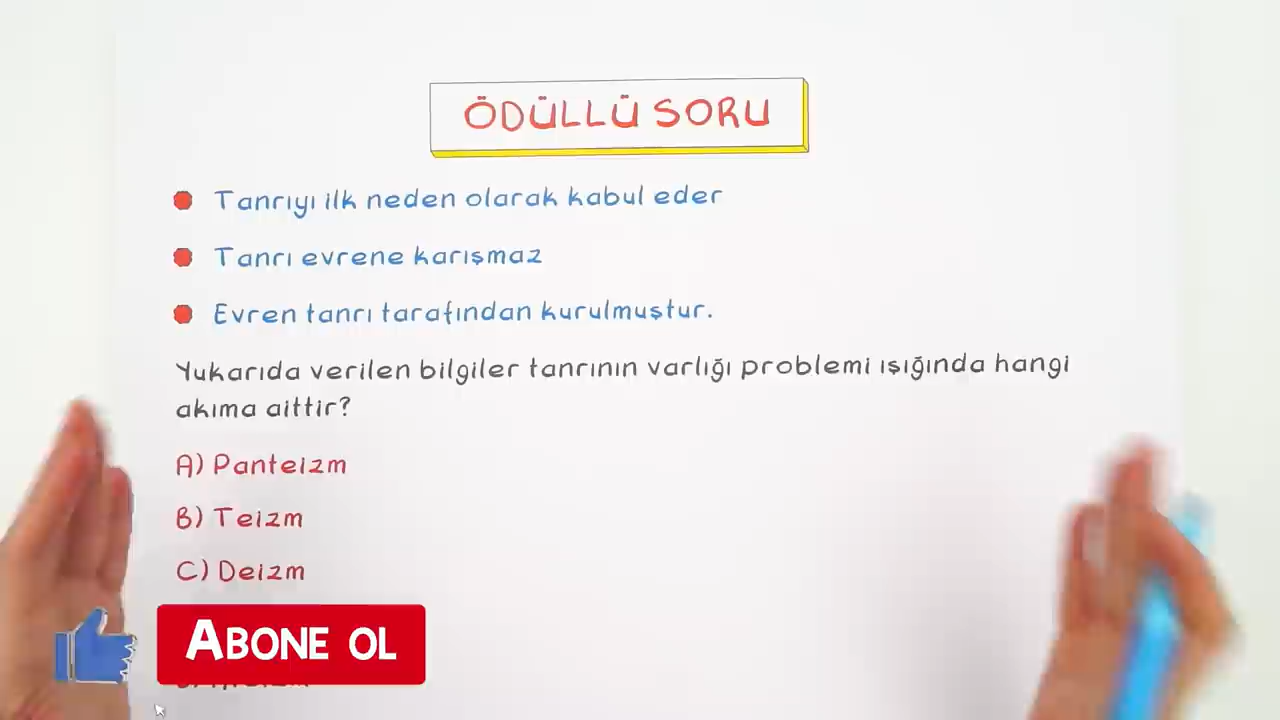 ÖDÜLLÜ SORU
Tanrıyı ilk neden olarak kabul eder
Tanrı evrene karışmaz
Evren tanrı tarafından kurulmuştur.
Yukarıda verilen bilgiler tanrının varlığı problemi ışığında hangi
akıma aittir?
A) Panteizm
B) Teizm
C) Deizm
ABONE OL